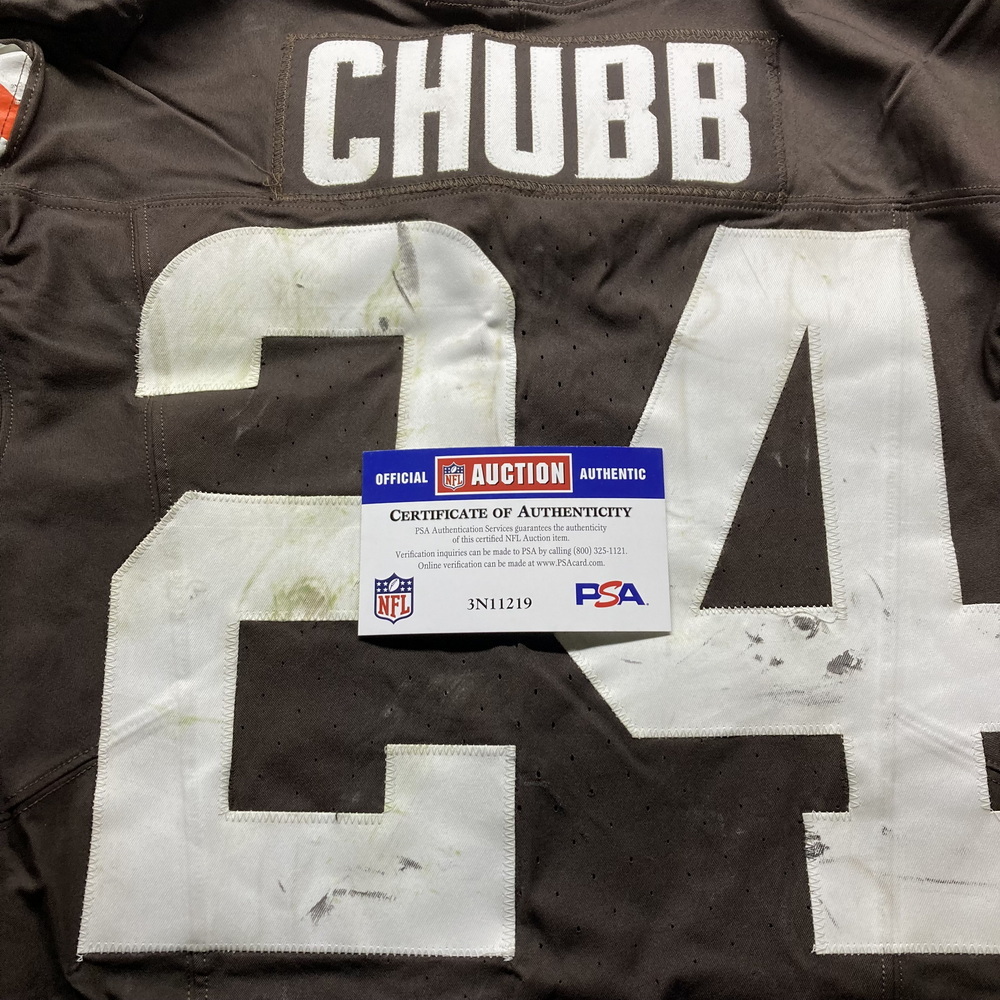 CHUBB
24
OFFICIAL NFL AUCTION AUTHENTIC
CERTIFICATE OF AUTHENTICITY
PSA Authentication Services guarantees the authenticity
of this certified NFL Auction item.
Verification inquiries can be made to PSA by calling (800) 325-1121.
Online verification can be made at www.PSAcard.com.
NFL 3N11219 PSA